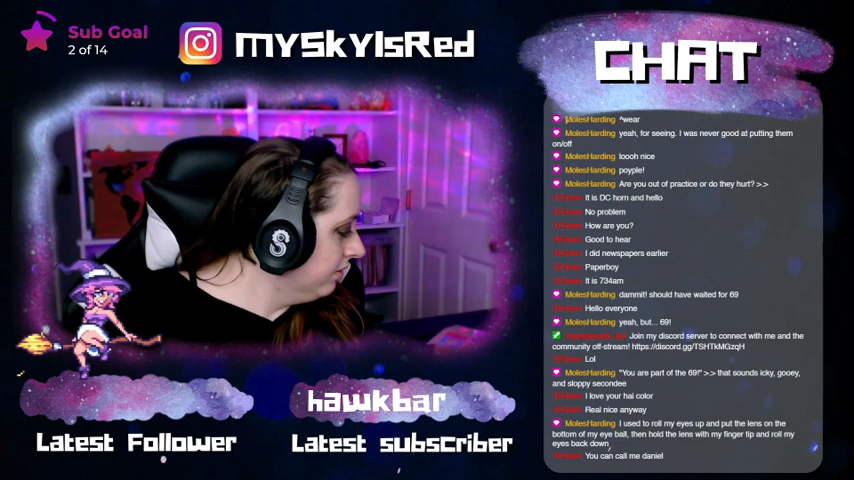 Sub Goal
2 of 14
MYSkYIsRed
CHAT
MolesHarding ^wear
MolesHarding yeah, for seeing. I was never good at putting them
on/off
MolesHarding loooh nice
MolesHarding poyple!
MolesHarding Are you out of practice or do they hurt? >.>
It is DC horn and hello
No problem
How are you?
Good to hear
I did newspapers earlier
Paperboy
It is 734am
MolesHarding dammit! should have waited for 69
Hello everyone
MolesHarding yeah, but... 69!
Join my discord server to connect with me and the
community off-stream! https://discord.gg/TSHTkMGzqH
Lol
MolesHarding "You are part of the 69!" >.> that sounds icky, gooey,
and sloppy secondee
I love your hai color
Real nice anyway
MolesHarding I used to roll my eyes up and put the lens on the
bottom of my eye ball, then hold the lens with my finger tip and roll my
eyes back down
You can call me daniel
hawkbar
Latest Follower
Latest subscriber